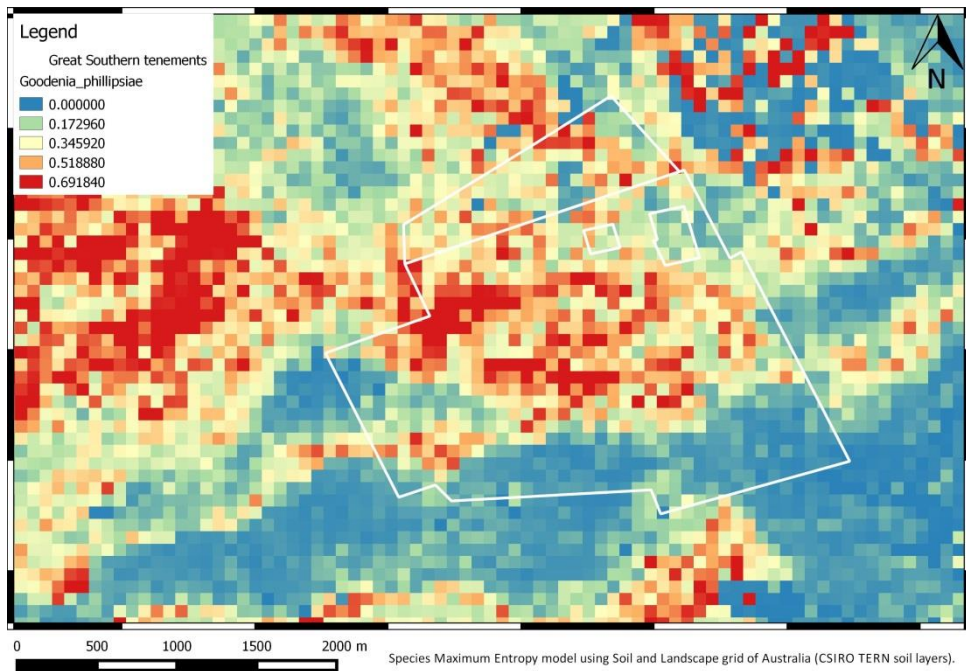 Legend
Great Southern tenements
Goodenia_phillipsiae
0.000000
0.172960
0.345920
0.518880
0.691840
N
0 500 1000 1500 2000 m
Species Maximum Entropy model using Soil and Landscape grid of Australia (CSIRO TERN soil layers).